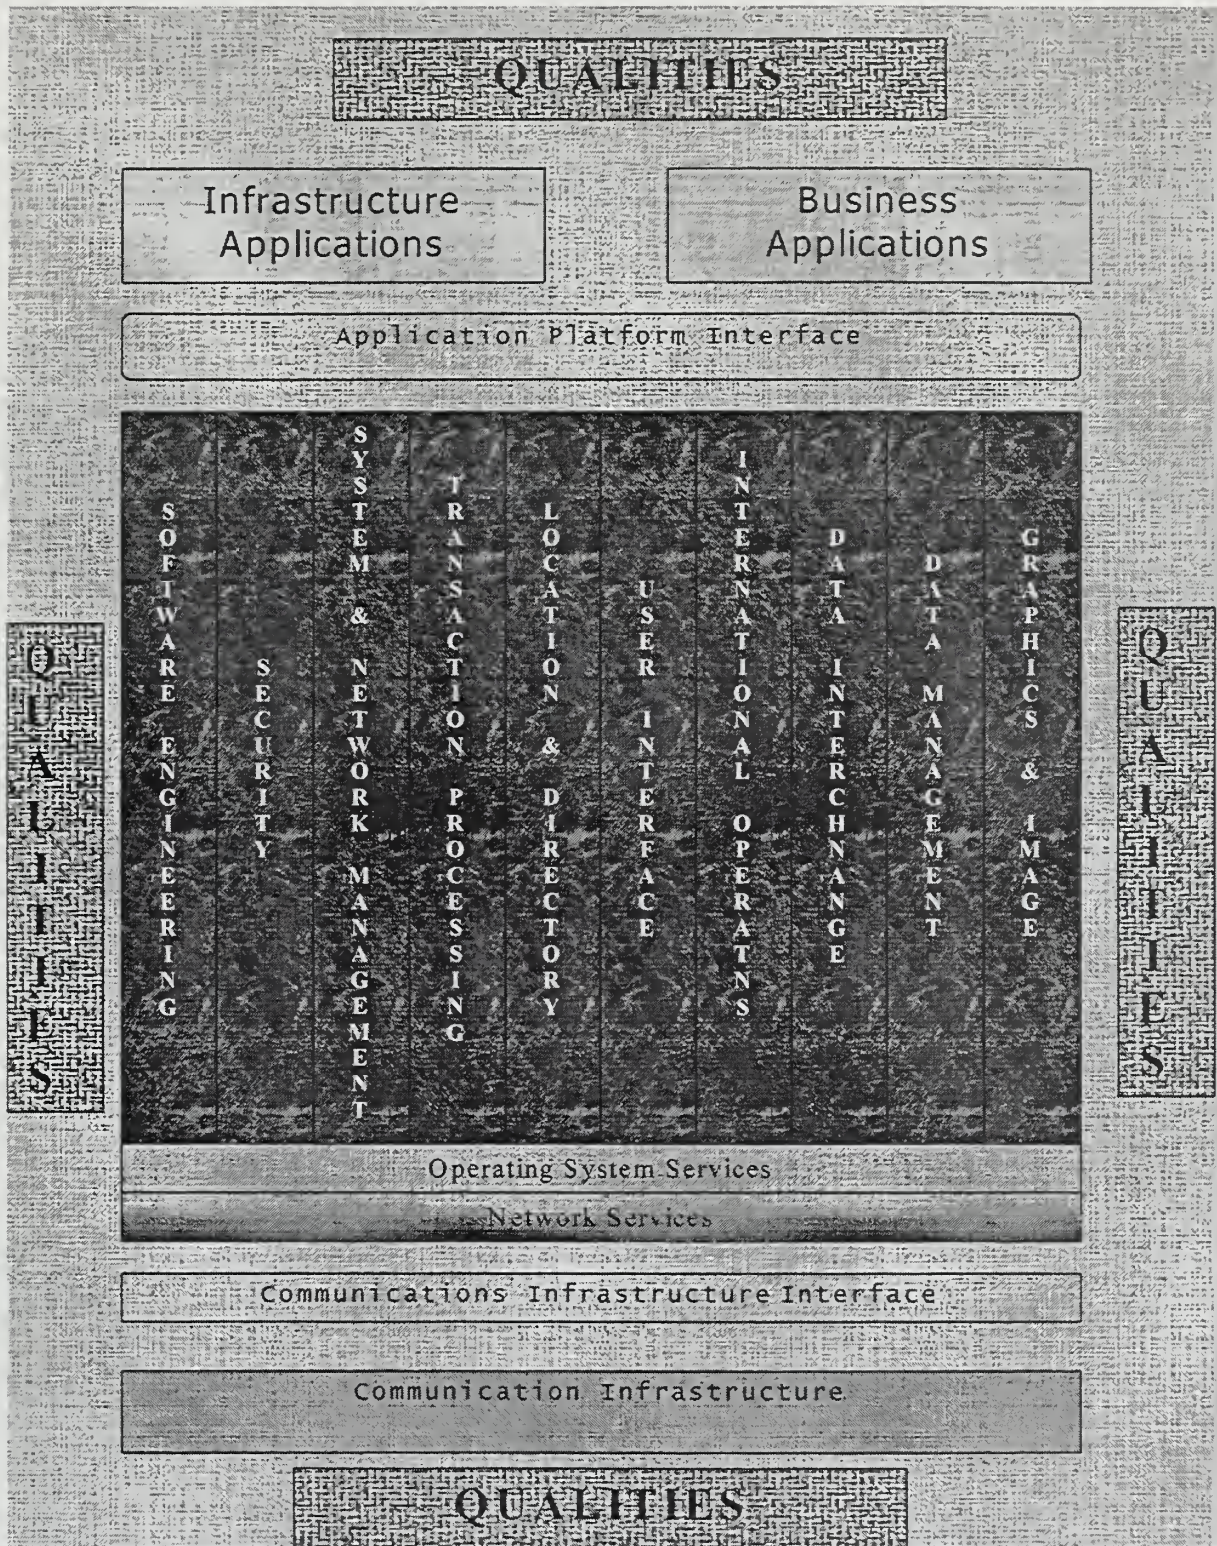 QUALITIES
Infrastructure
Applications
Business
Applications
Application Platform Interface
QUALITIES
SOFTWARE ENGINEERING
SECURITY
SYSTEM & NETWORK MANAGEMENT
TRANSACTION PROCESSING
LOCATION & DIRECTORY
USER INTERFACE
INTERNATIONAL OPERATNS
DATA INTERCHANGE
DATA MANAGEMENT
GRAPHICS & IMAGE
QUALITIES
Operating System Services
Network Services
Communications Infrastructure Interface
Communication Infrastructure
QUALITIES